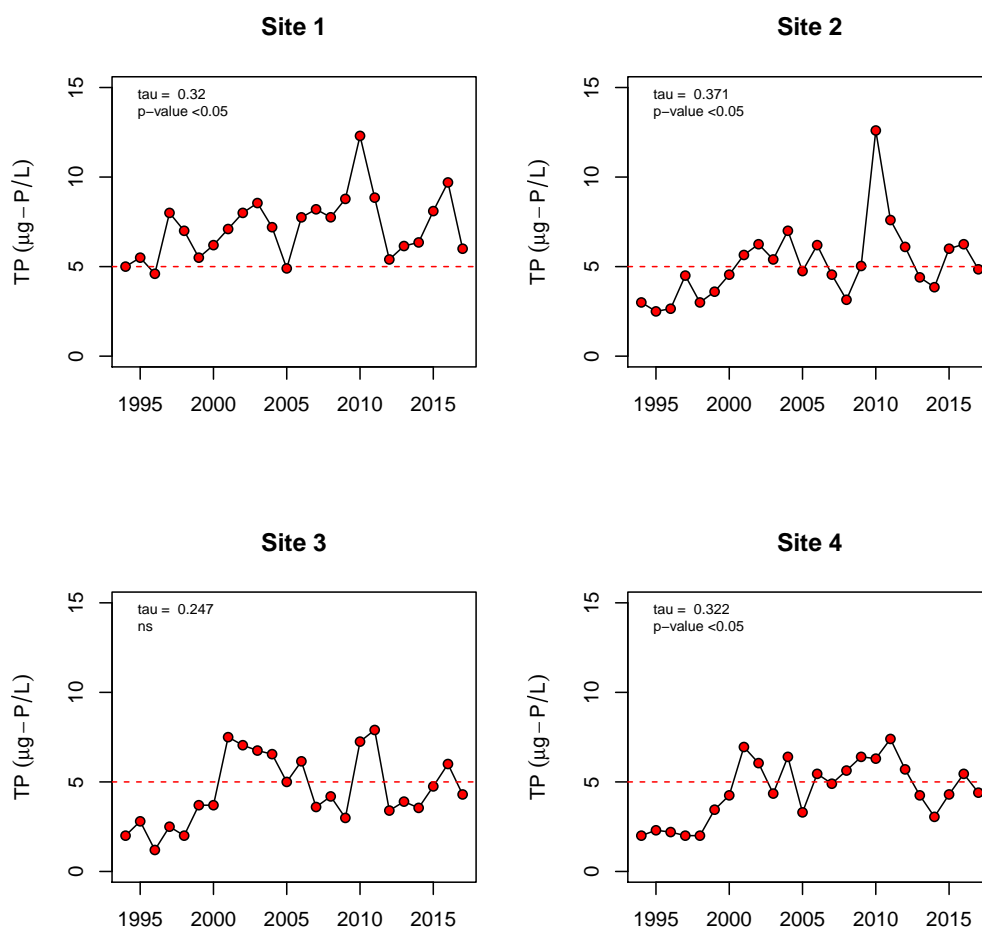 Site 1
tau = 0.32
p-value <0.05
TP (µg-P/L)
15
10
5
0
1995 2000 2005 2010 2015
Site 2
tau = 0.371
p-value <0.05
TP (µg-P/L)
15
10
5
0
1995 2000 2005 2010 2015
Site 3
tau = 0.247
ns
TP (µg-P/L)
15
10
5
0
1995 2000 2005 2010 2015
Site 4
tau = 0.322
p-value <0.05
TP (µg-P/L)
15
10
5
0
1995 2000 2005 2010 2015